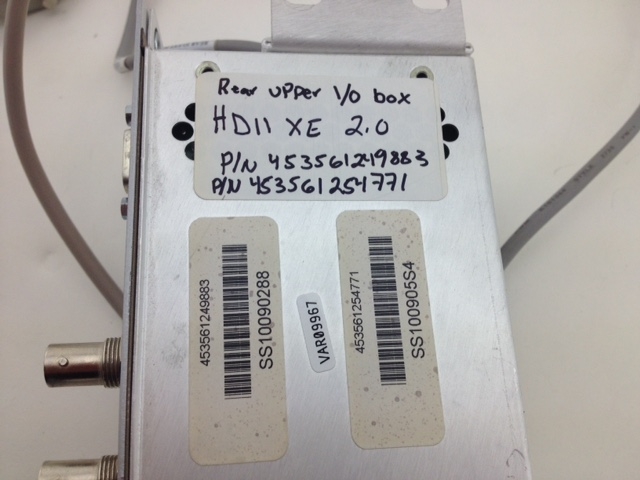 Rear upper I/O box
HD11 XE 2.0
P/N 453561249883
P/N 453561254771
453561249883
SS10090288
VAR09967
453561254771
SS100905S4